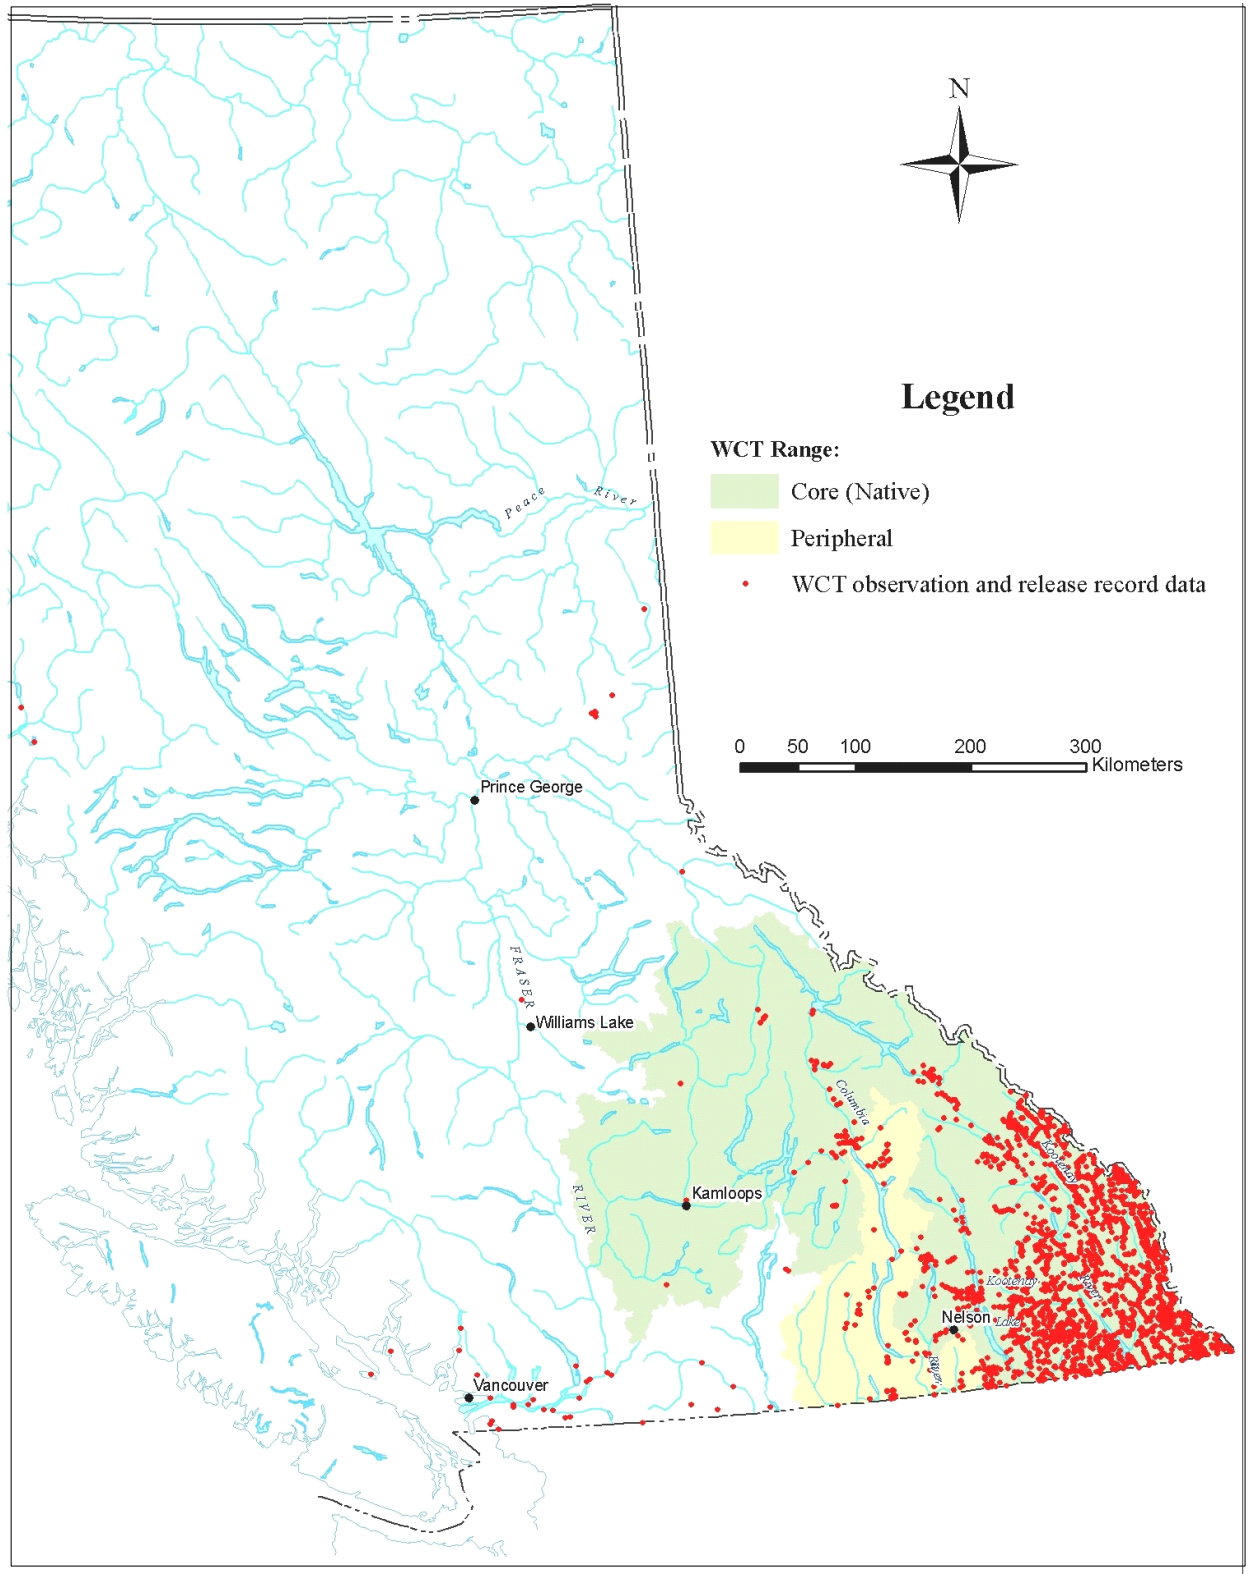 N
Legend
WCT Range:
Core (Native)
Peripheral
WCT observation and release record data
0 50 100 200 300
Kilometers
Peace River
Prince George
FRASER
Williams Lake
Columbia
Kootenay
Kamloops
RIVER
Kootenay
River
Nelson
Lake
River
Vancouver